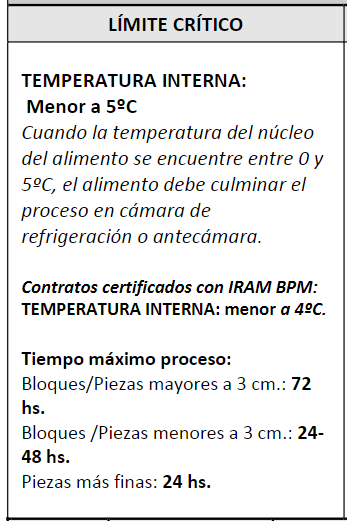 LÍMITE CRÍTICO
TEMPERATURA INTERNA:
Menor a 5ºC
Cuando la temperatura del núcleo
del alimento se encuentre entre 0 y
5ºC, el alimento debe culminar el
proceso en cámara de
refrigeración o antecámara.
Contratos certificados con IRAM BPM:
TEMPERATURA INTERNA: menor a 4ºC.
Tiempo máximo proceso:
Bloques/Piezas mayores a 3 cm.: 72
hs.
Bloques /Piezas menores a 3 cm.: 24-
48 hs.
Piezas más finas: 24 hs.